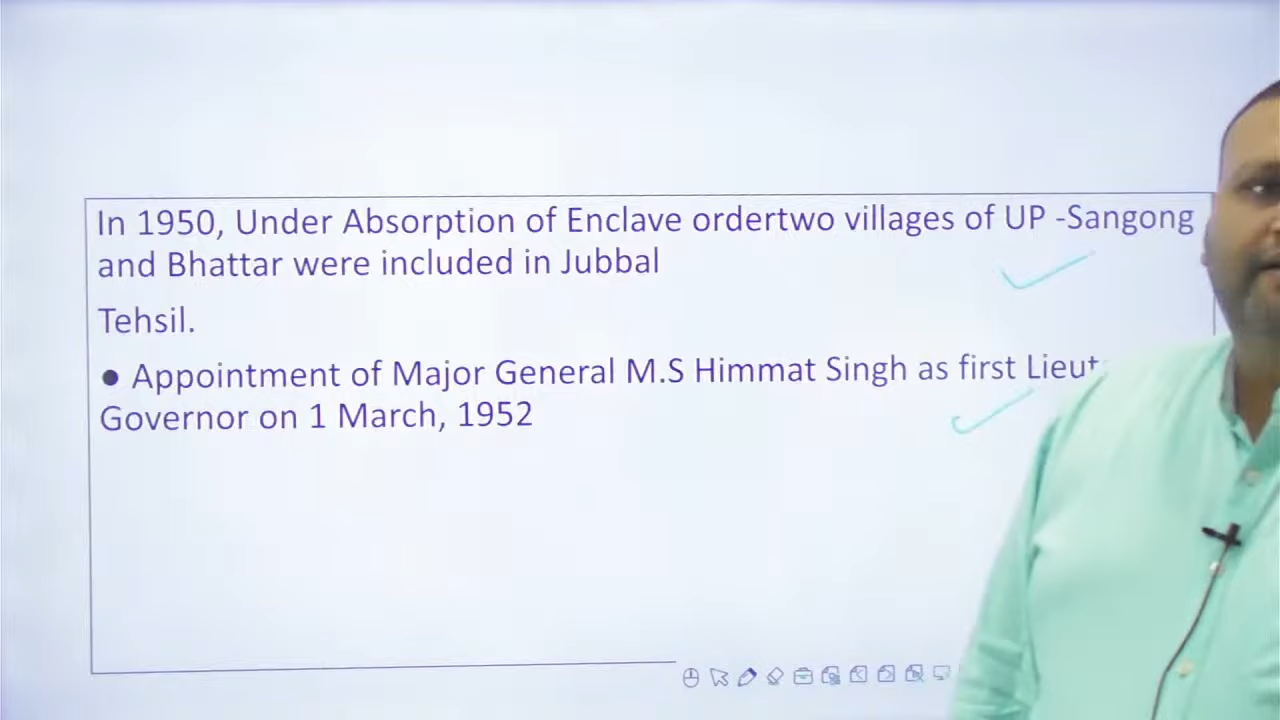 In 1950, Under Absorption of Enclave ordertwo villages of UP -Sangong
and Bhattar were included in Jubbal
Tehsil.
● Appointment of Major General M.S Himmat Singh as first
Governor on 1 March, 1952